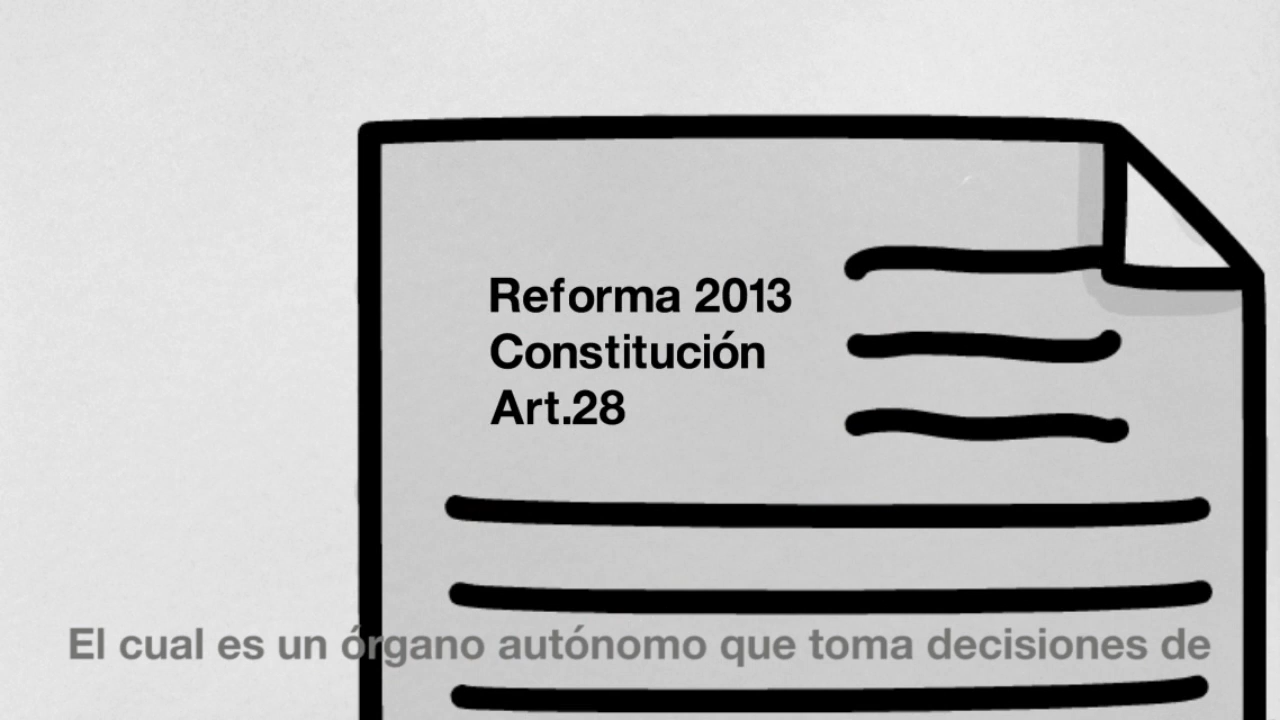 Reforma 2013
Constitución
Art.28
El cual es un órgano autónomo que toma decisiones de